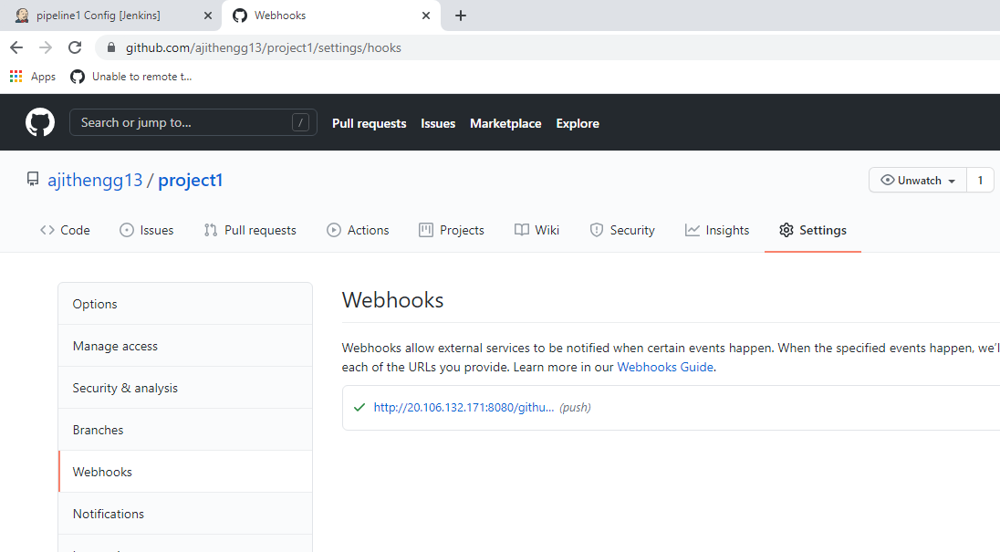 pipeline1 Config [Jenkins]
Webhooks
github.com/ajithengg13/project1/settings/hooks
Apps
Unable to remote t...
Search or jump to...
/
Pull requests
Issues
Marketplace
Explore
ajithengg13 / project1
Unwatch
1
Code
Issues
Pull requests
Actions
Projects
Wiki
Security
Insights
Settings
Options
Manage access
Security & analysis
Branches
Webhooks
Notifications
Webhooks
Webhooks allow external services to be notified when certain events happen. When the specified events happen, we'l
each of the URLs you provide. Learn more in our Webhooks Guide.
http://20.106.132.171:8080/githu... (push)